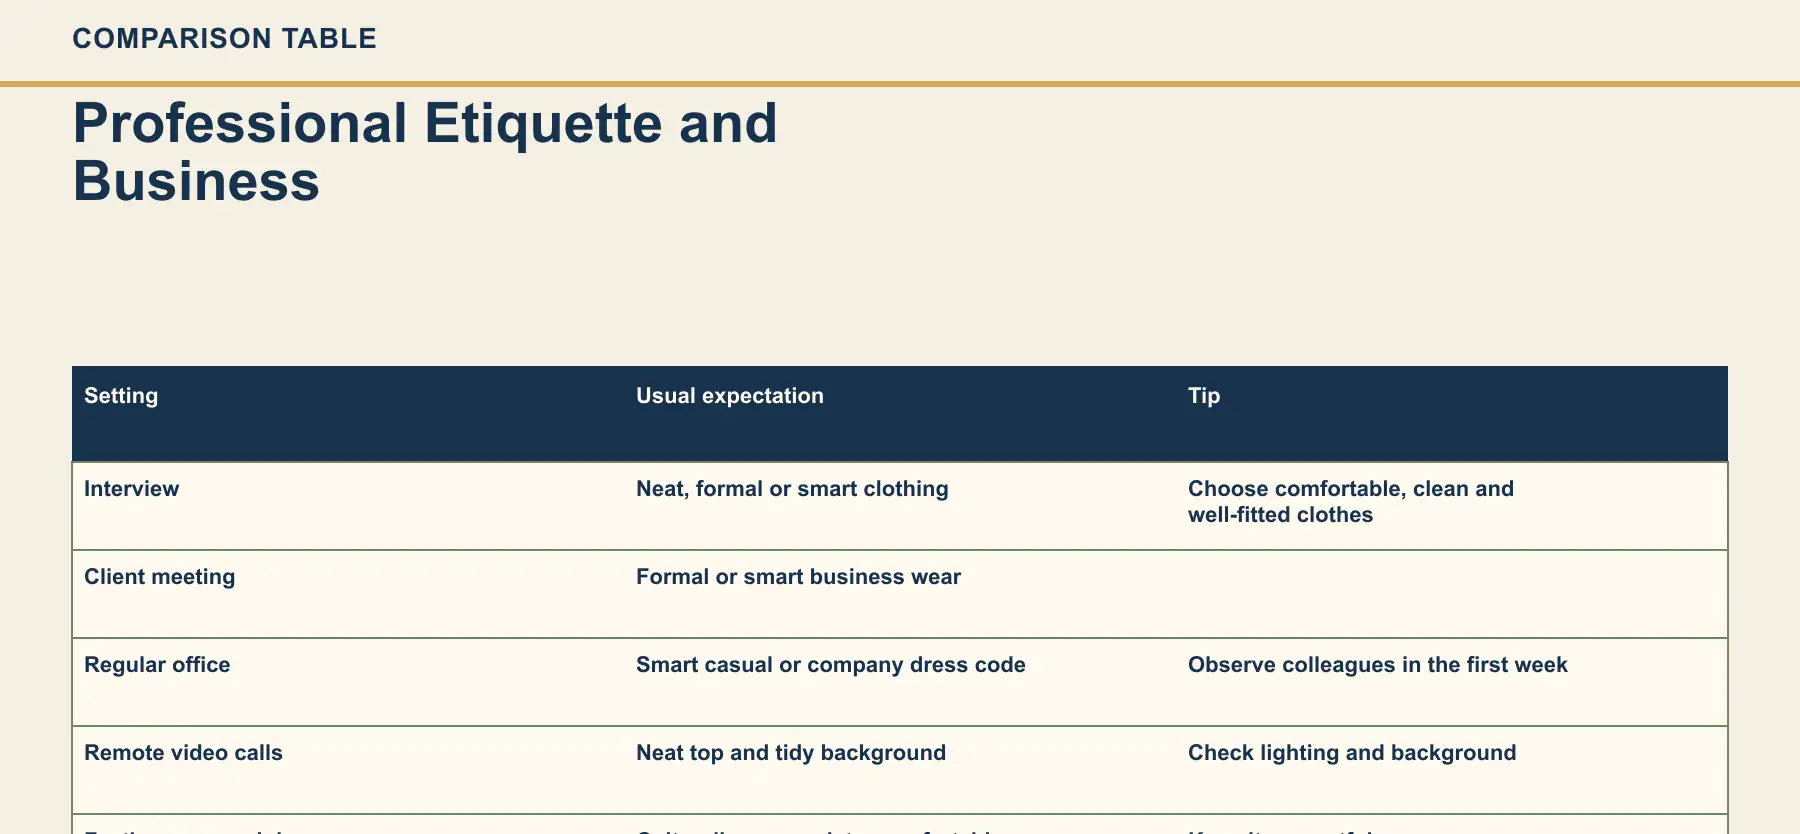 COMPARISON TABLE
Professional Etiquette and
Business
Setting Usual expectation Tip
Interview Neat, formal or smart clothing Choose comfortable, clean and
well-fitted clothes
Client meeting Formal or smart business wear
Regular office Smart casual or company dress code Observe colleagues in the first week
Remote video calls Neat top and tidy background Check lighting and background